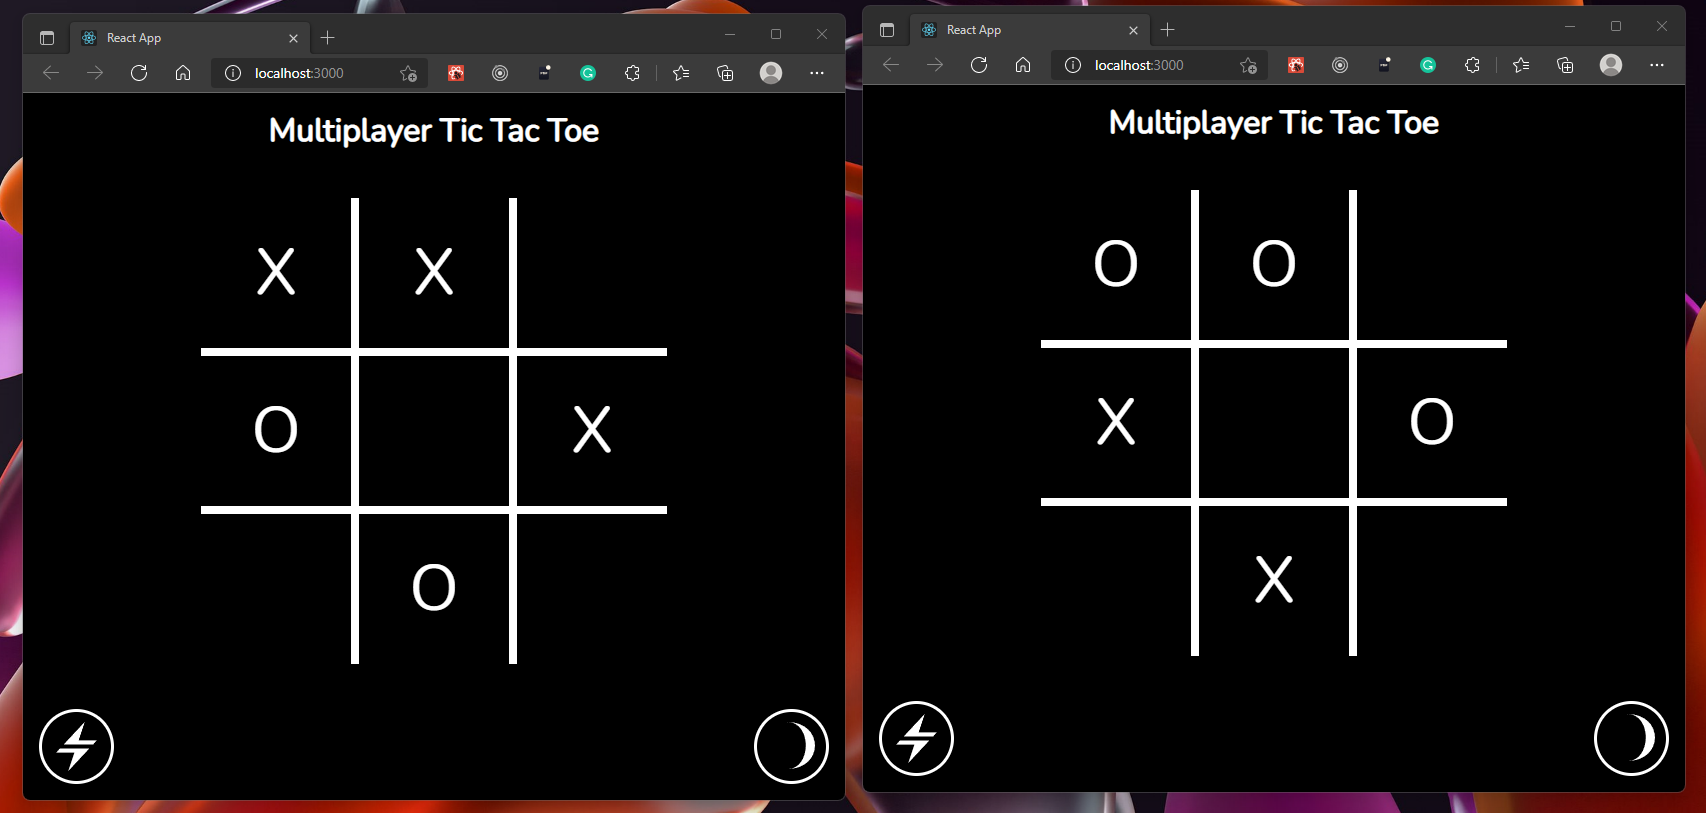 React App
localhost:3000
Multiplayer Tic Tac Toe
X X
O X
O
React App
localhost:3000
Multiplayer Tic Tac Toe
O O
X O
X